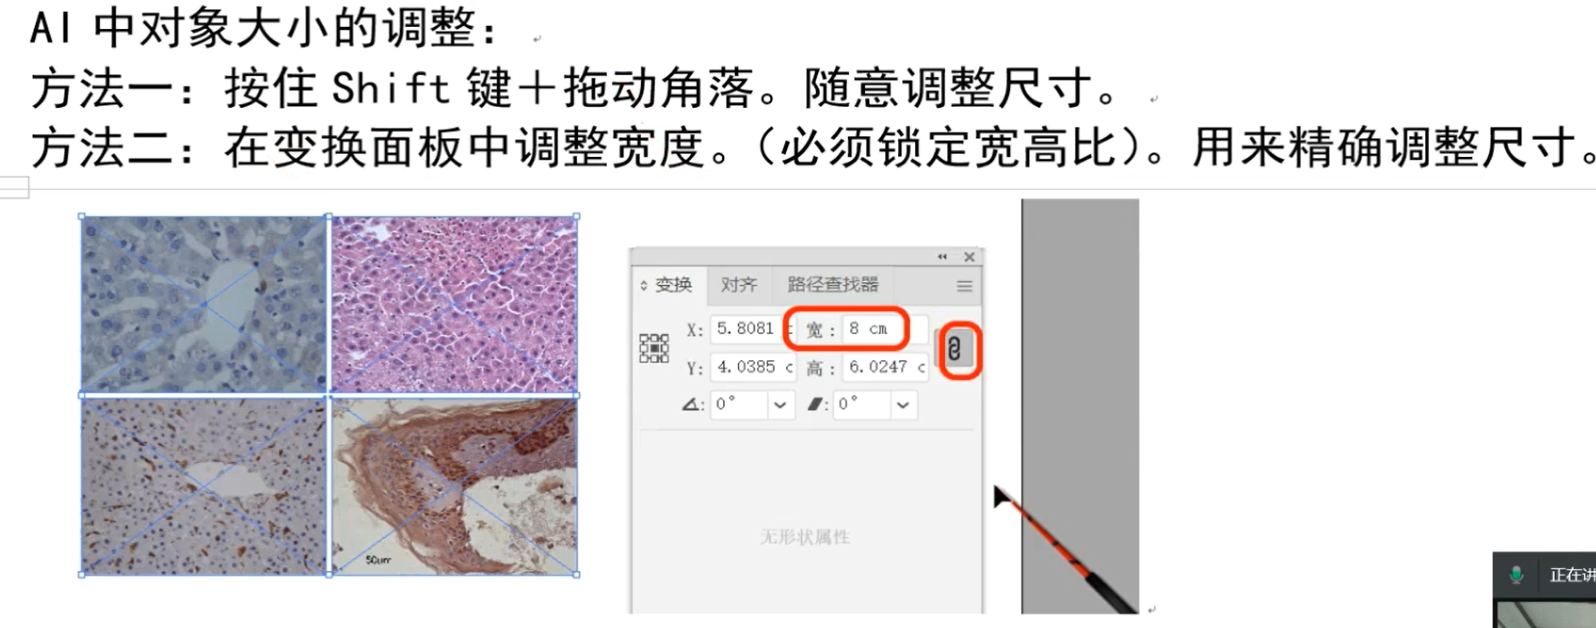 AI 中对象大小的调整：
方法一：按住 Shift 键＋拖动角落。随意调整尺寸。
方法二：在变换面板中调整宽度。（必须锁定宽高比）。用来精确调整尺寸。
变换 对齐 路径查找器
X: 5.8081 c 宽: 8 cm
Y: 4.0385 c 高: 6.0247 c
0° 0°
无形状属性
50um
正在讲